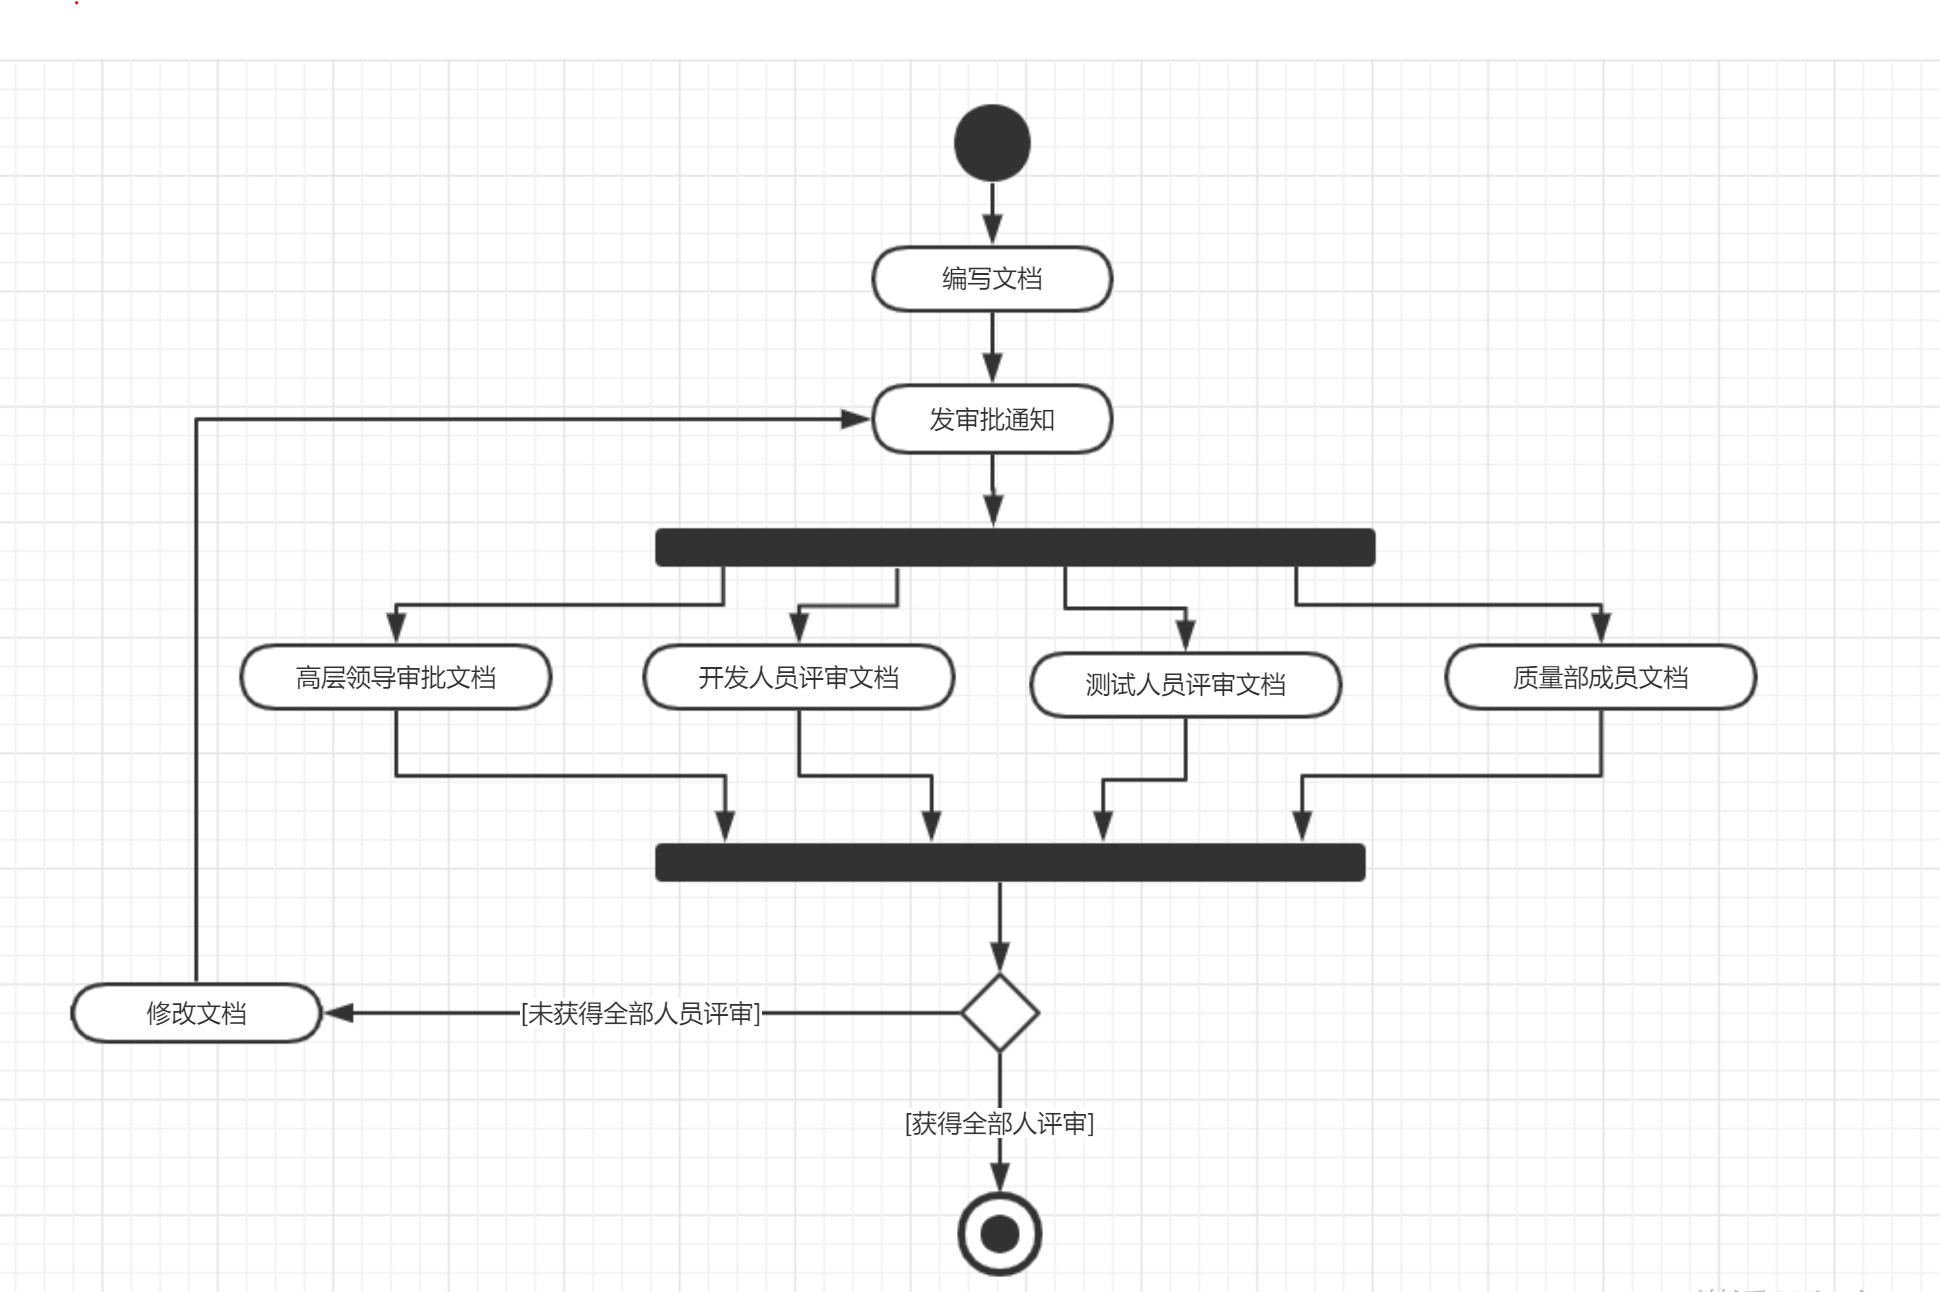 编写文档
发审批通知
高层领导审批文档
开发人员评审文档
测试人员评审文档
质量部成员文档
修改文档
[未获得全部人员评审]
[获得全部人评审]